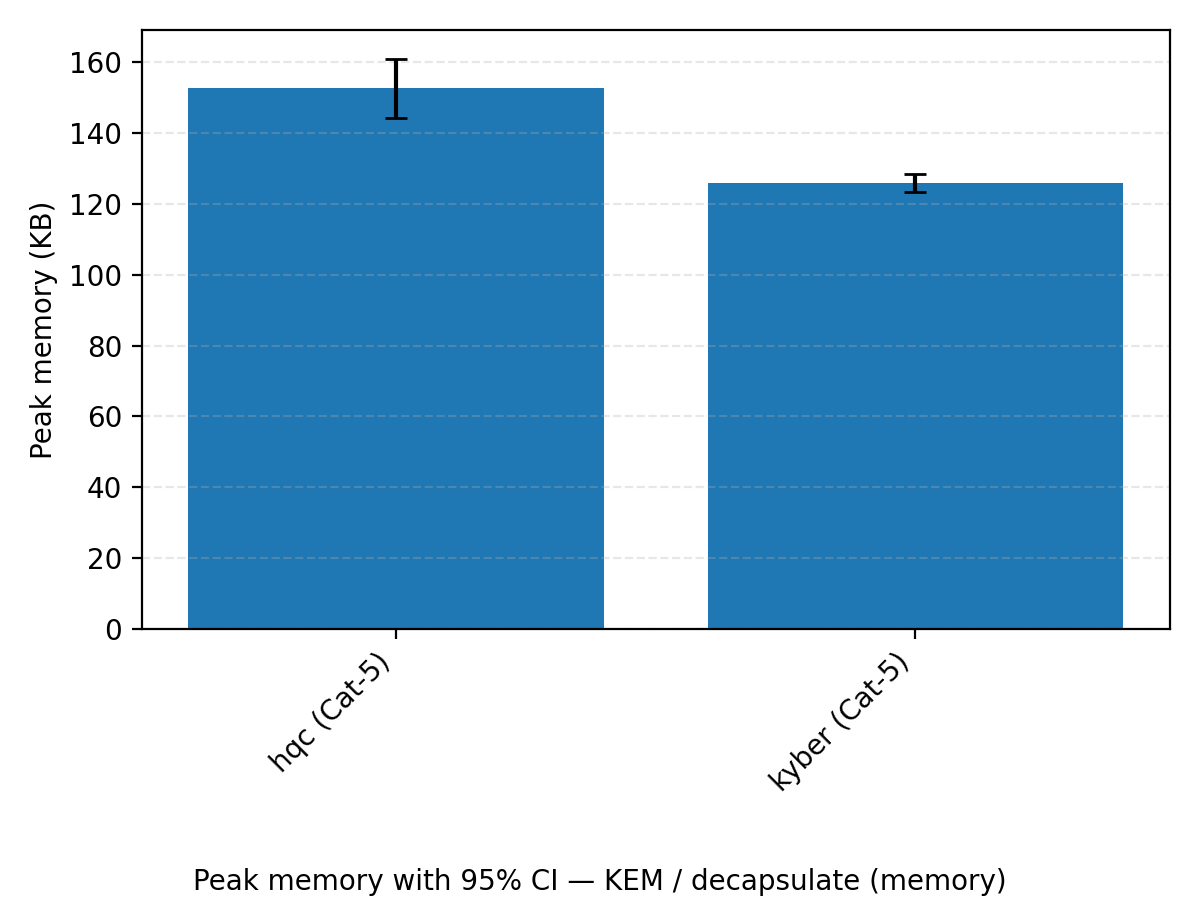 Peak memory (KB)
160
140
120
100
80
60
40
20
0
hqc (Cat-5)
kyber (Cat-5)
Peak memory with 95% CI — KEM / decapsulate (memory)